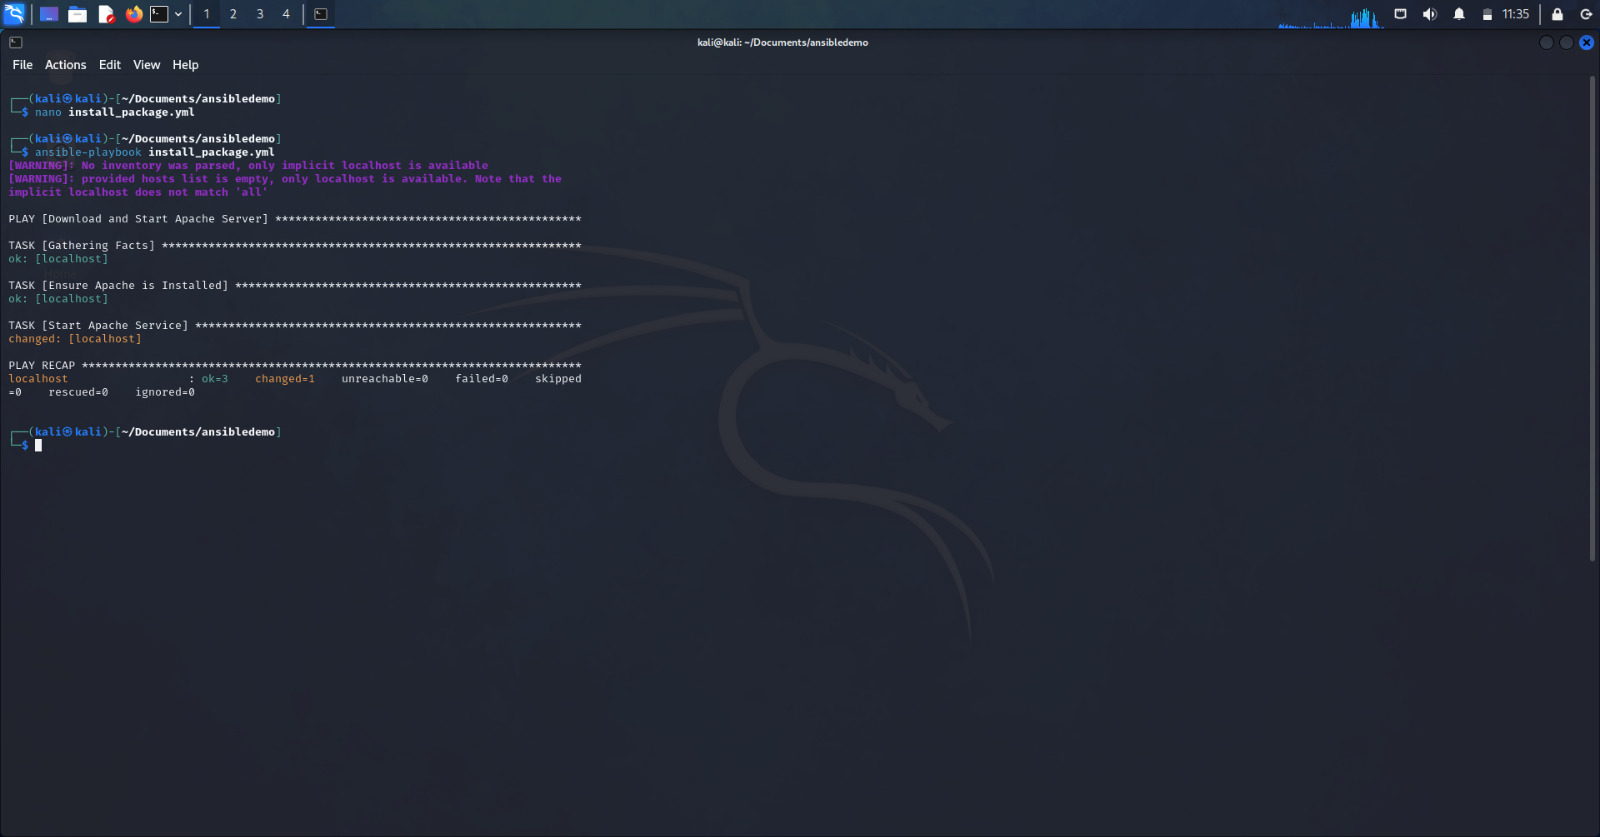 1 2 3 4 11:35
kali@kali: ~/Documents/ansibledemo
File Actions Edit View Help
┌──(kali㉿kali)-[~/Documents/ansibledemo]
└─$ nano install_package.yml
┌──(kali㉿kali)-[~/Documents/ansibledemo]
└─$ ansible-playbook install_package.yml
[WARNING]: No inventory was parsed, only implicit localhost is available
[WARNING]: provided hosts list is empty, only localhost is available. Note that the
implicit localhost does not match 'all'
PLAY [Download and Start Apache Server] **********************************************
TASK [Gathering Facts] ***************************************************************
ok: [localhost]
TASK [Ensure Apache is Installed] ****************************************************
ok: [localhost]
TASK [Start Apache Service] **********************************************************
changed: [localhost]
PLAY RECAP ***************************************************************************
localhost                  : ok=3    changed=1    unreachable=0    failed=0    skipped
=0    rescued=0    ignored=0
┌──(kali㉿kali)-[~/Documents/ansibledemo]
└─$